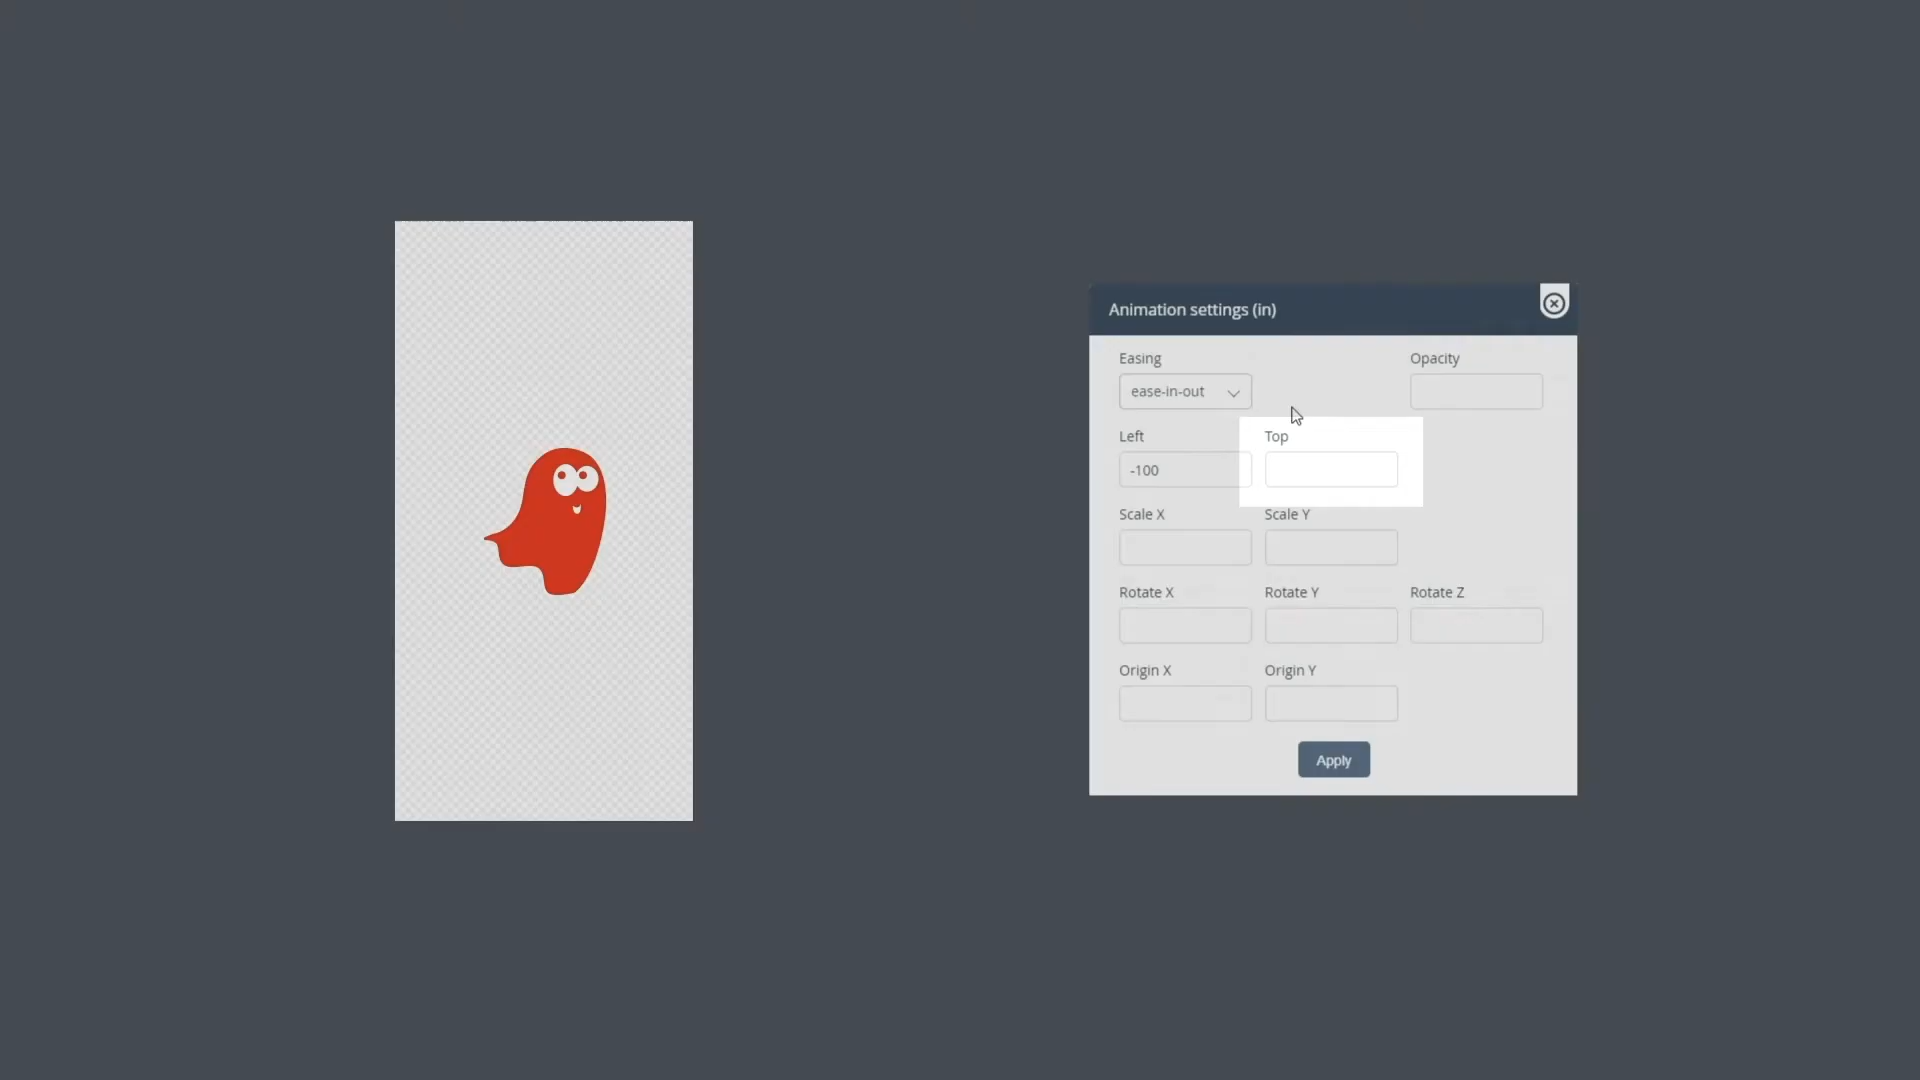 Animation settings (in)
Easing
Opacity
ease-in-out
Left
Top
-100
Scale X
Scale Y
Rotate X
Rotate Y
Rotate Z
Origin X
Origin Y
Apply